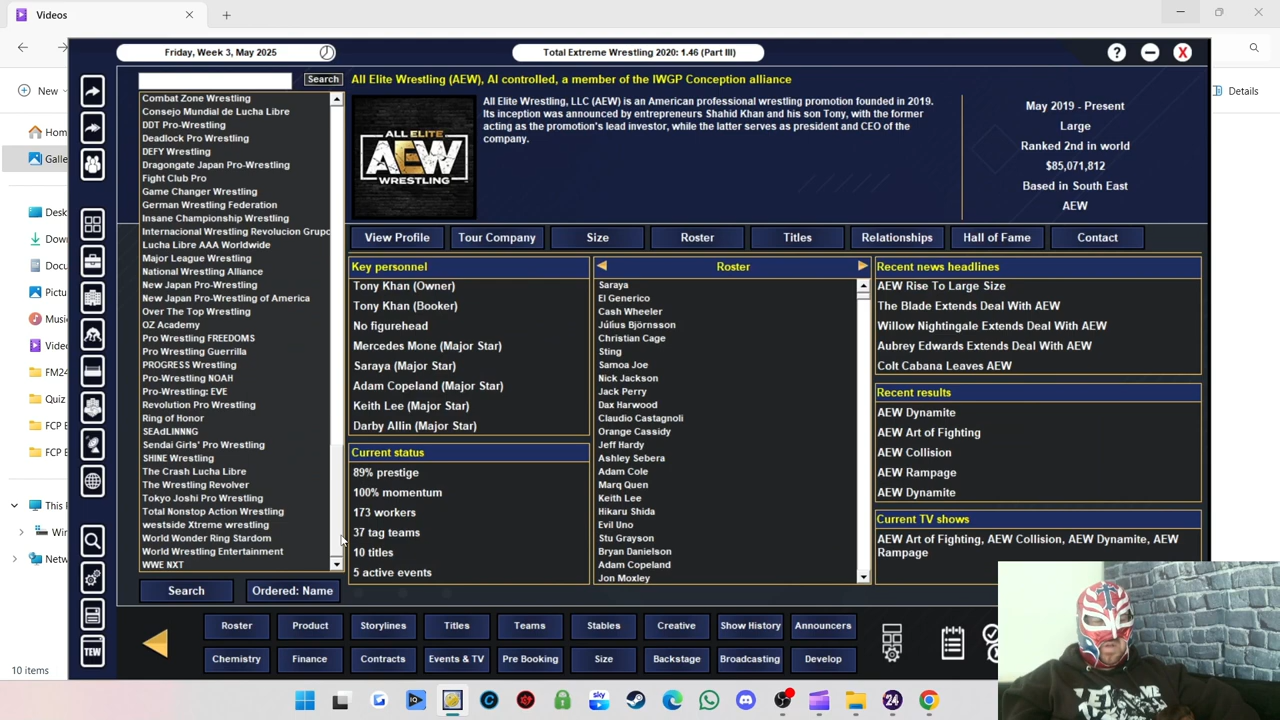 Videos
Friday, Week 3, May 2025
Total Extreme Wrestling 2020: 1.46 (Part III)
Search
All Elite Wrestling (AEW), AI controlled, a member of the IWGP Conception alliance
New
Details
Home
Galle
Desk
Down
Docu
Pictu
Music
Video
FM24
Quiz
FCP E
FCP E
This P
Win
Netw
10 items
Combat Zone Wrestling
Consejo Mundial de Lucha Libre
DDT Pro-Wrestling
Deadlock Pro Wrestling
DEFY Wrestling
Dragongate Japan Pro-Wrestling
Fight Club Pro
Game Changer Wrestling
German Wrestling Federation
Insane Championship Wrestling
Internacional Wrestling Revolucion Grupo
Lucha Libre AAA Worldwide
Major League Wrestling
National Wrestling Alliance
New Japan Pro-Wrestling
New Japan Pro-Wrestling of America
Over The Top Wrestling
OZ Academy
Pro Wrestling FREEDOMS
Pro Wrestling Guerrilla
PROGRESS Wrestling
Pro-Wrestling NOAH
Pro-Wrestling: EVE
Revolution Pro Wrestling
Ring of Honor
SEAdLINNNG
Sendai Girls' Pro Wrestling
SHINE Wrestling
The Crash Lucha Libre
The Wrestling Revolver
Tokyo Joshi Pro Wrestling
Total Nonstop Action Wrestling
westside Xtreme wrestling
World Wonder Ring Stardom
World Wrestling Entertainment
WWE NXT
Search
Ordered: Name
ALL ELITE
AEW
WRESTLING
All Elite Wrestling, LLC (AEW) is an American professional wrestling promotion founded in 2019.
Its inception was announced by entrepreneurs Shahid Khan and his son Tony, with the former
acting as the promotion's lead investor, while the latter serves as president and CEO of the
company.
May 2019 - Present
Large
Ranked 2nd in world
$85,071,812
Based in South East
AEW
View Profile
Tour Company
Size
Roster
Titles
Relationships
Hall of Fame
Contact
Key personnel
Tony Khan (Owner)
Tony Khan (Booker)
No figurehead
Mercedes Mone (Major Star)
Saraya (Major Star)
Adam Copeland (Major Star)
Keith Lee (Major Star)
Darby Allin (Major Star)
Current status
89% prestige
100% momentum
173 workers
37 tag teams
10 titles
5 active events
Roster
Saraya
El Generico
Cash Wheeler
Júlíus Björnsson
Christian Cage
Sting
Samoa Joe
Nick Jackson
Jack Perry
Dax Harwood
Claudio Castagnoli
Orange Cassidy
Jeff Hardy
Ashley Sebera
Adam Cole
Marq Quen
Keith Lee
Hikaru Shida
Evil Uno
Stu Grayson
Bryan Danielson
Adam Copeland
Jon Moxley
Recent news headlines
AEW Rise To Large Size
The Blade Extends Deal With AEW
Willow Nightingale Extends Deal With AEW
Aubrey Edwards Extends Deal With AEW
Colt Cabana Leaves AEW
Recent results
AEW Dynamite
AEW Art of Fighting
AEW Collision
AEW Rampage
AEW Dynamite
Current TV shows
AEW Art of Fighting, AEW Collision, AEW Dynamite, AEW
Rampage
Roster
Product
Storylines
Titles
Teams
Stables
Creative
Show History
Announcers
Chemistry
Finance
Contracts
Events & TV
Pre Booking
Size
Backstage
Broadcasting
Develop
TEW
sky
24